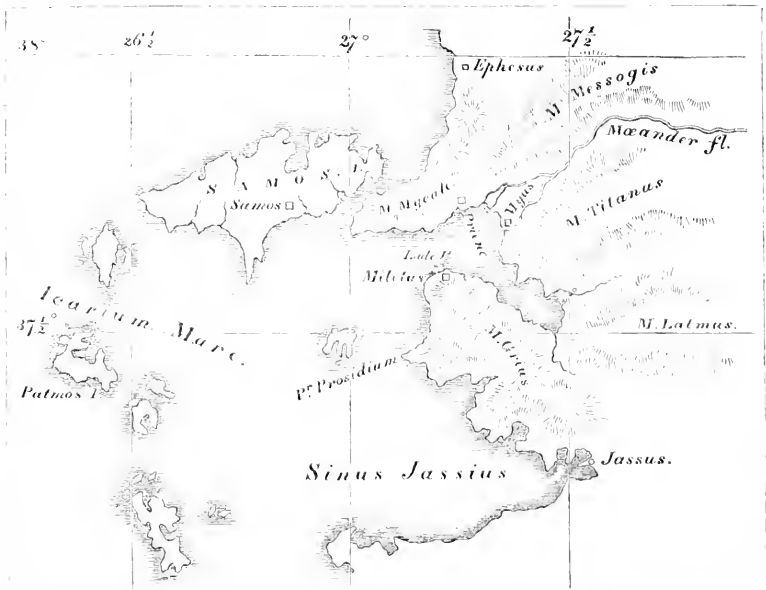 38°
26½
27°
27½
Ephesus
M. Messogis
Mæander fl.
SAMOS. I.
Samos
M. Mycale
Myus
M. Titanus
Priene
Lade I.
Miletus
Icarium Mare.
37½°
M. Latmus.
M. Grius
Pr. Prosidium
Patmos I.
Sinus Jassius
Jassus.